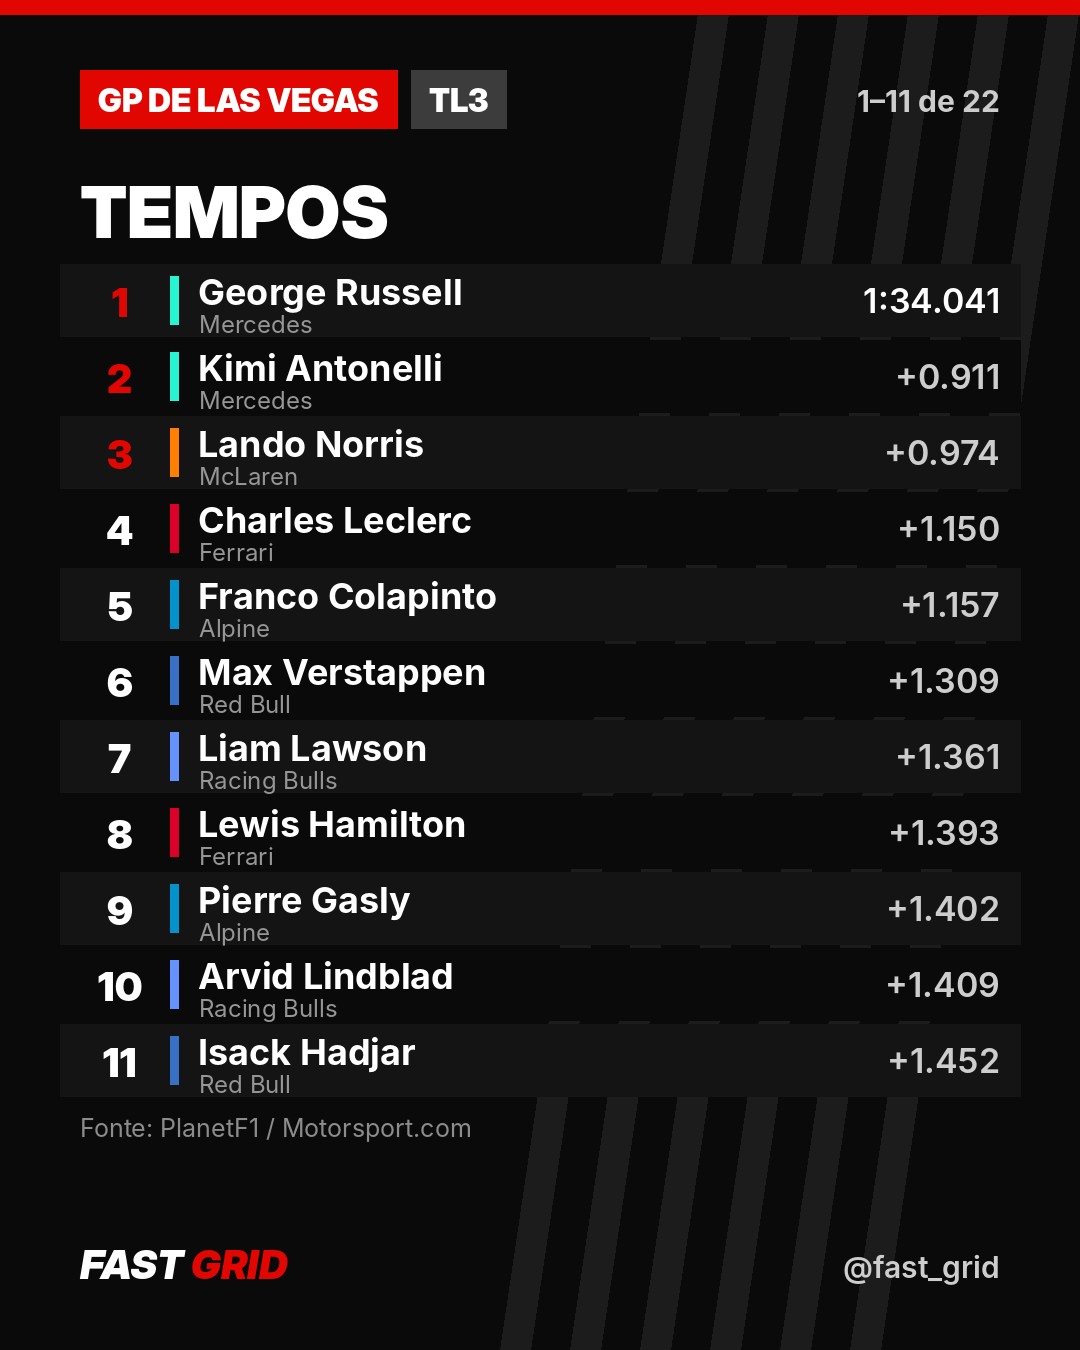 GP DE LAS VEGAS TL3 1–11 de 22
TEMPOS
1 George Russell 1:34.041
Mercedes
2 Kimi Antonelli +0.911
Mercedes
3 Lando Norris +0.974
McLaren
4 Charles Leclerc +1.150
Ferrari
5 Franco Colapinto +1.157
Alpine
6 Max Verstappen +1.309
Red Bull
7 Liam Lawson +1.361
Racing Bulls
8 Lewis Hamilton +1.393
Ferrari
9 Pierre Gasly +1.402
Alpine
10 Arvid Lindblad +1.409
Racing Bulls
11 Isack Hadjar +1.452
Red Bull
Fonte: PlanetF1 / Motorsport.com
FAST GRID @fast_grid